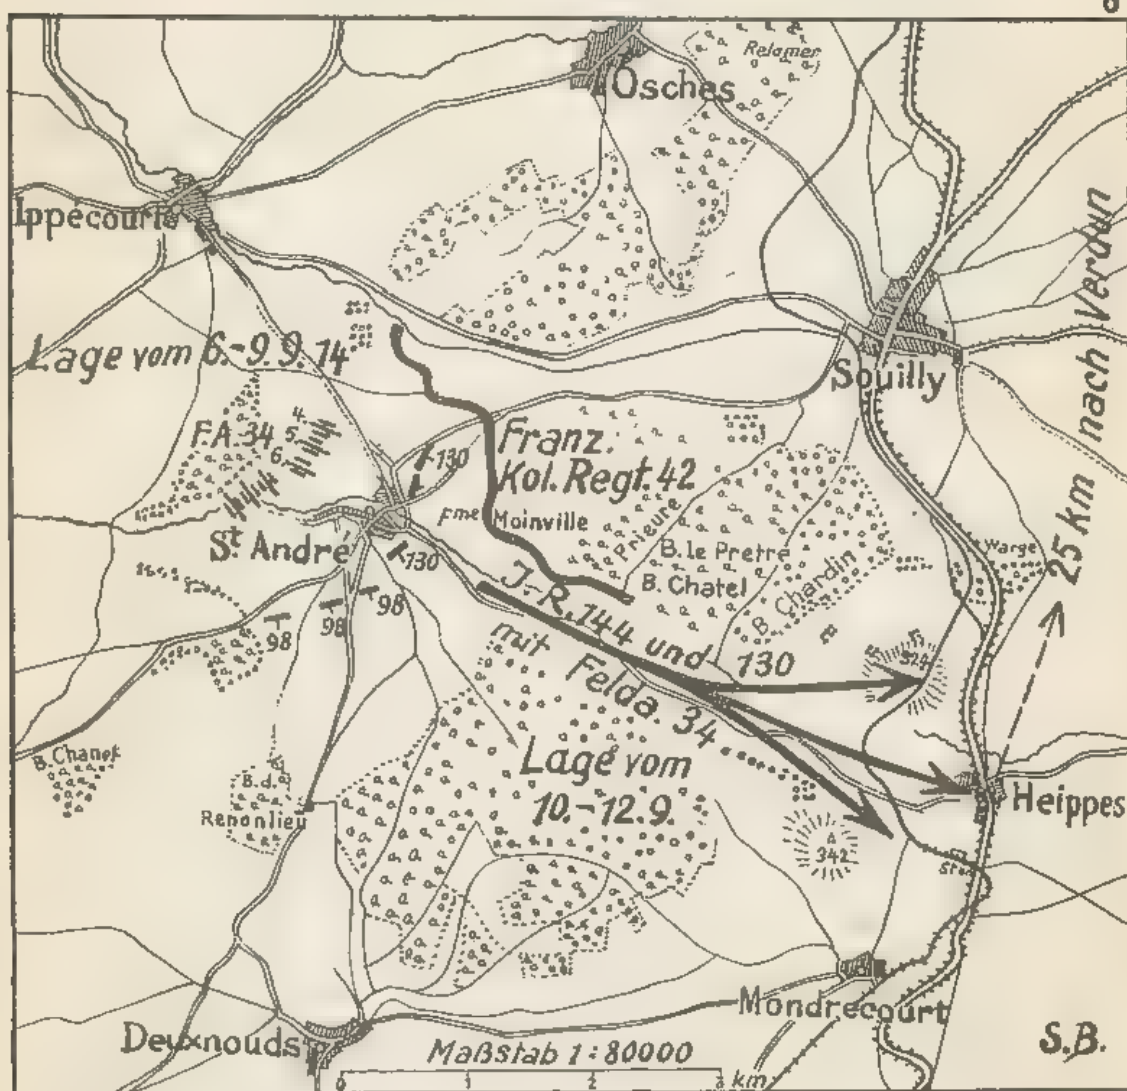 Relamer
Osches
Ippécourt
nach Verdun
Lage vom 6.-9.9.14
Souilly
F.A.34
4.
5.
6.
130
Franz.
Kol. Regt. 42
25 km
St André
Fme Moinville
Prieure
B. le Pretre
B. Chatel
B. Chardin
Warge
130
98
98
98
J.-R. 144 und 130
mit Felda. 34
Lage vom
10.-12.9.
B. Chanet
B.d.
Renonlieu
Heippes
342
St.
Mondrecourt
Deuxnouds
S.B.
Maßstab 1:80000
0 1 2 3 km